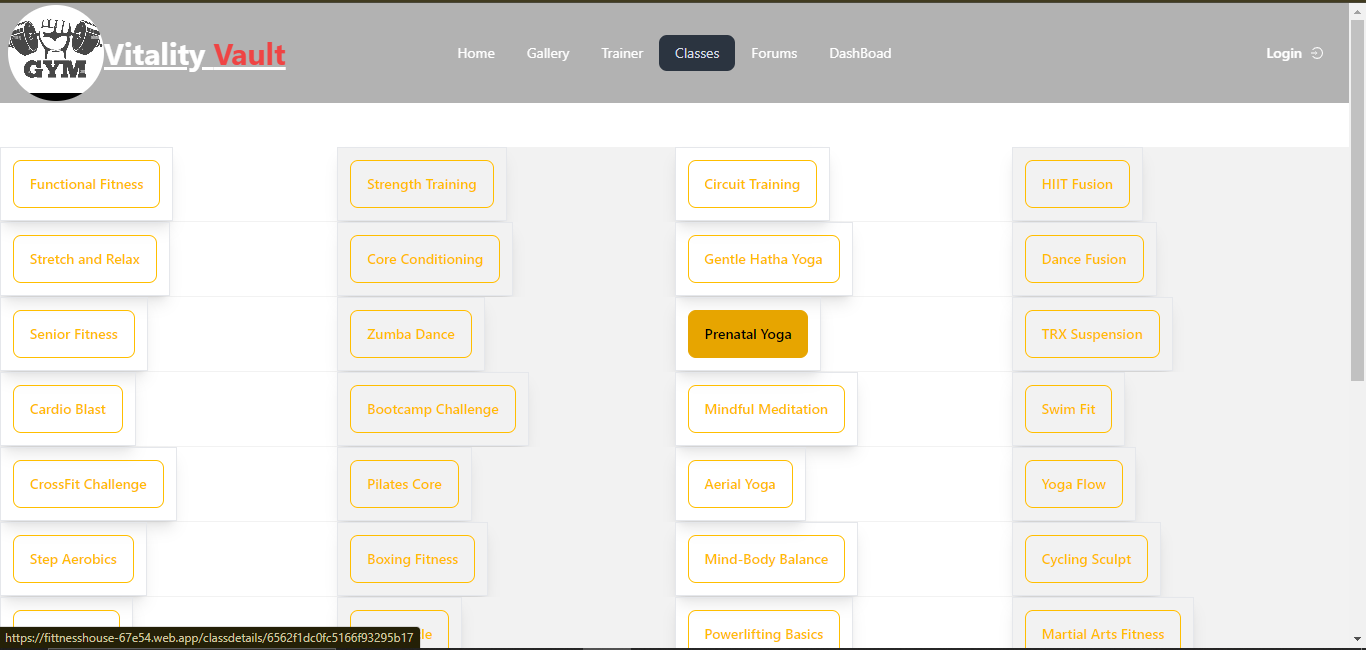 GYM
Vitality Vault
Home Gallery Trainer Classes Forums DashBoad
Login
Functional Fitness Strength Training Circuit Training HIIT Fusion
Stretch and Relax Core Conditioning Gentle Hatha Yoga Dance Fusion
Senior Fitness Zumba Dance Prenatal Yoga TRX Suspension
Cardio Blast Bootcamp Challenge Mindful Meditation Swim Fit
CrossFit Challenge Pilates Core Aerial Yoga Yoga Flow
Step Aerobics Boxing Fitness Mind-Body Balance Cycling Sculpt
Powerlifting Basics Martial Arts Fitness
https://fittnesshouse-67e54.web.app/classdetails/6562f1dc0fc5166f93295b17